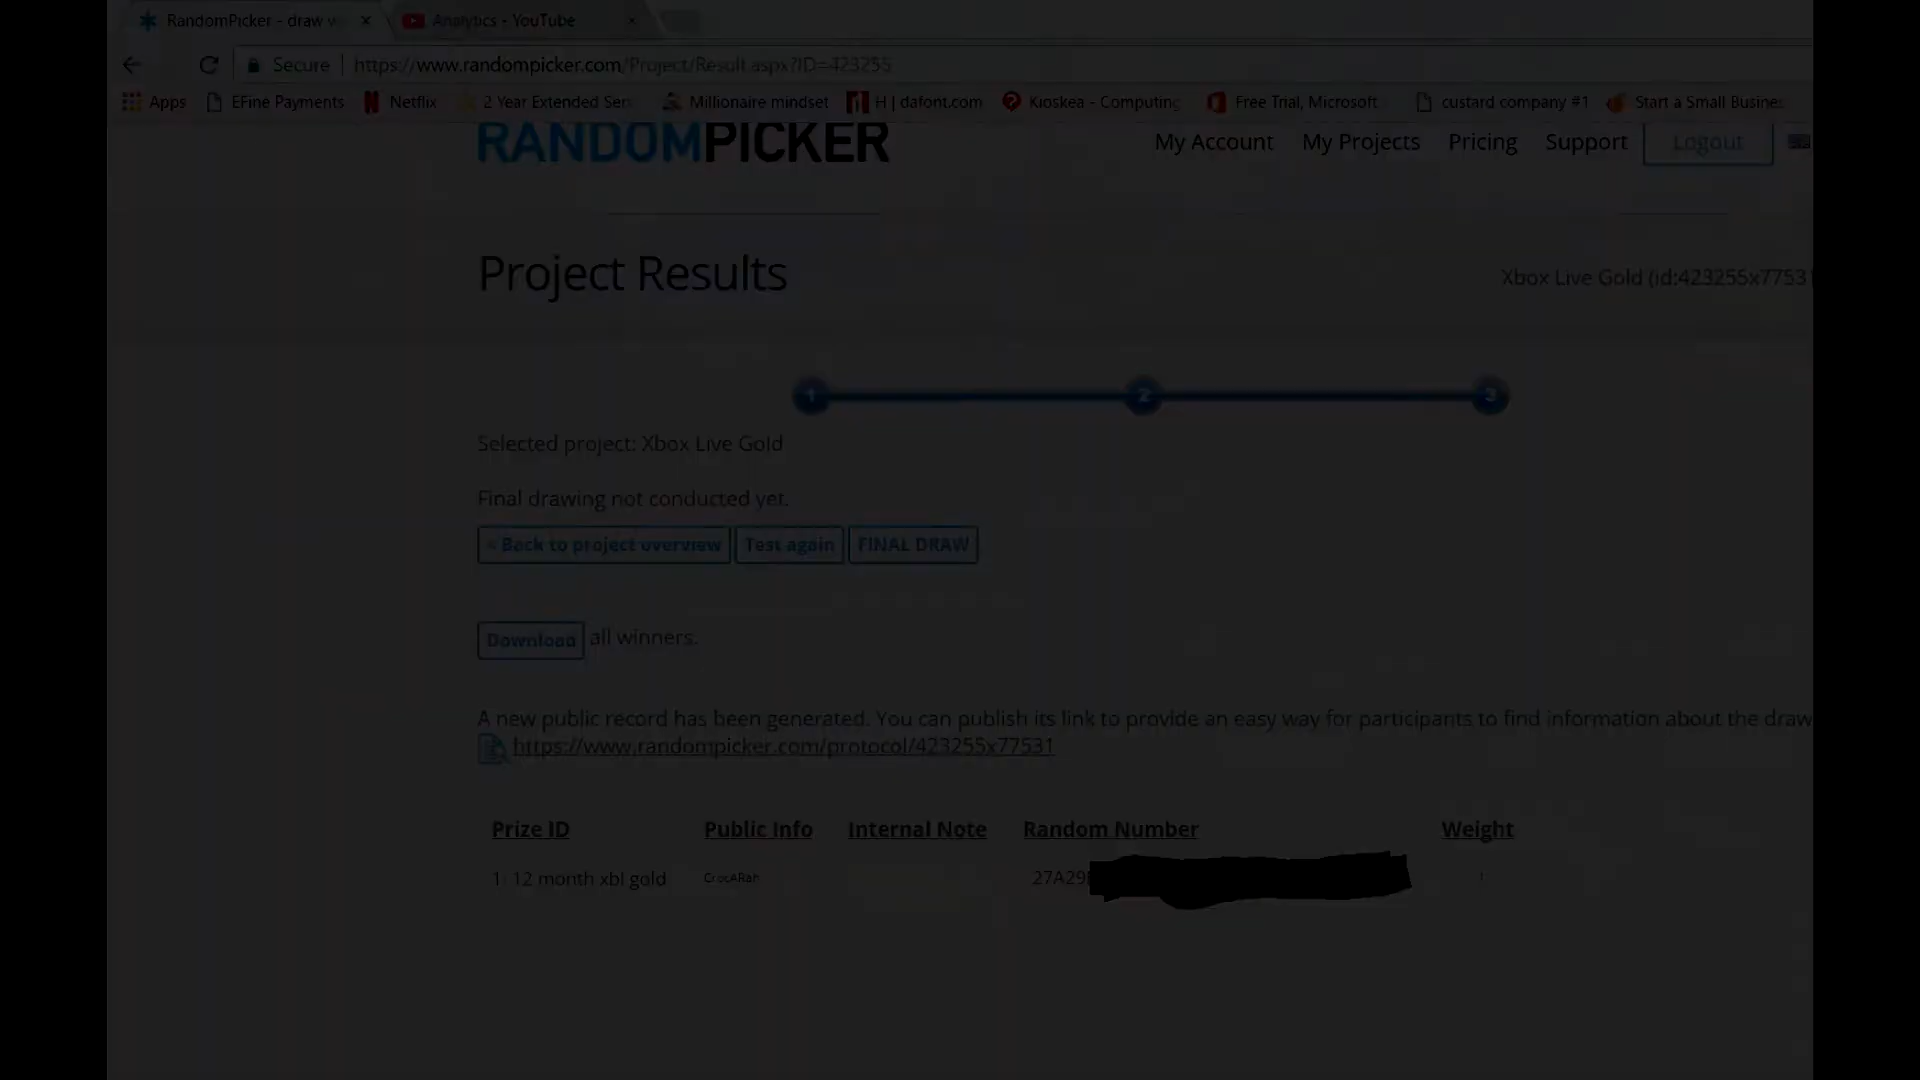 RandomPicker - draw w
Analytics - YouTube
Secure https://www.randompicker.com/Project/Result.aspx?ID=423255
Apps EFine Payments Netflix 2 Year Extended Ser Millionaire mindset H | dafont.com Kioskea - Computing Free Trial, Microsoft custard company #1 Start a Small Busines
RANDOMPICKER My Account My Projects Pricing Support Logout
Project Results Xbox Live Gold (id:423255x77531
1 2 3
Selected project: Xbox Live Gold
Final drawing not conducted yet.
« Back to project overview Test again FINAL DRAW
Download all winners.
A new public record has been generated. You can publish its link to provide an easy way for participants to find information about the draw
https://www.randompicker.com/protocol/423255x77531
Prize ID Public Info Internal Note Random Number Weight
1: 12 month xbl gold 27A29 1